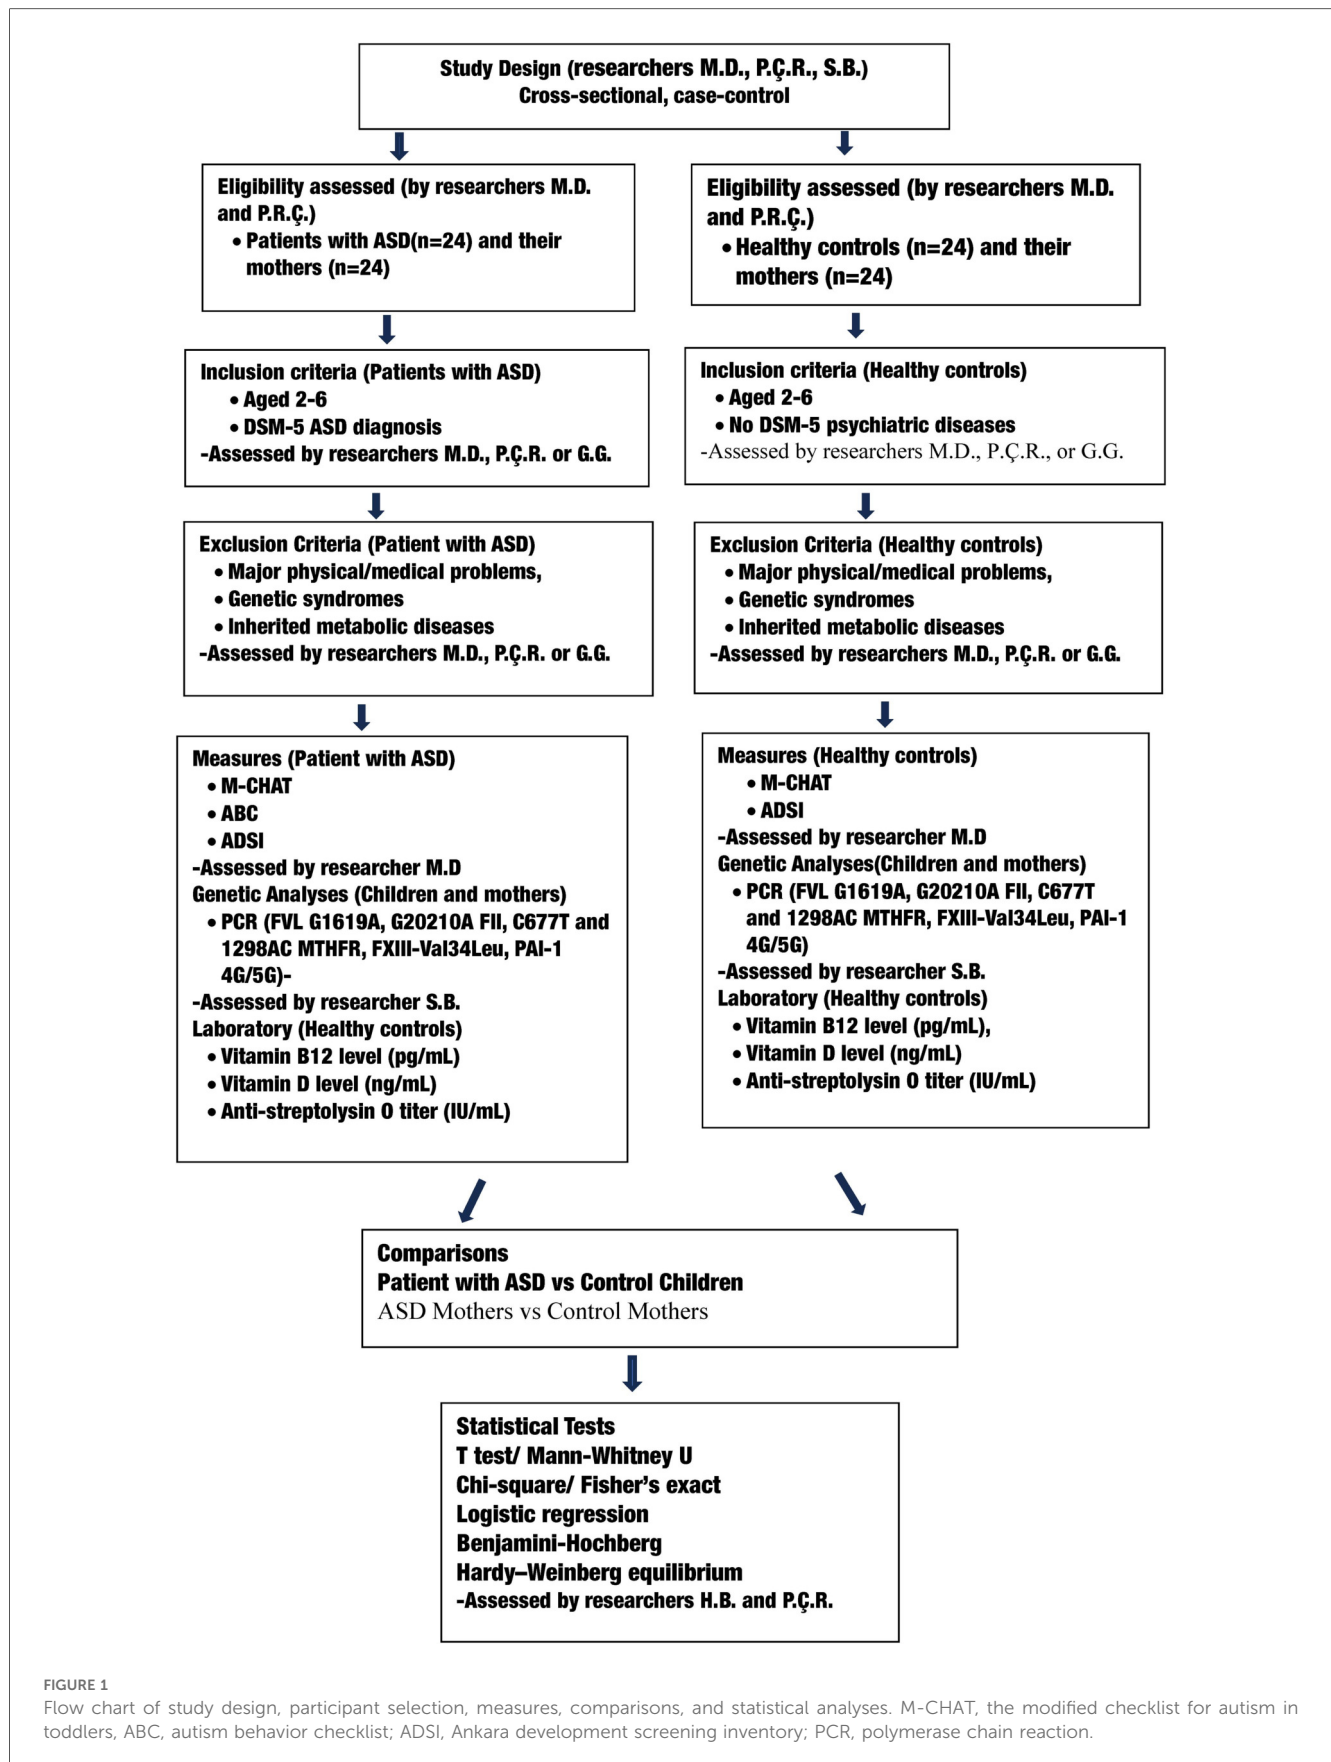 Study Design (researchers M.D., P.Ç.R., S.B.)
Cross-sectional, case-control
Eligibility assessed (by researchers M.D.
and P.R.Ç.)
• Patients with ASD(n=24) and their
mothers (n=24)
Eligibility assessed (by researchers M.D.
and P.R.Ç.)
• Healthy controls (n=24) and their
mothers (n=24)
Inclusion criteria (Patients with ASD)
• Aged 2-6
• DSM-5 ASD diagnosis
-Assessed by researchers M.D., P.Ç.R. or G.G.
Inclusion criteria (Healthy controls)
• Aged 2-6
• No DSM-5 psychiatric diseases
-Assessed by researchers M.D., P.Ç.R., or G.G.
Exclusion Criteria (Patient with ASD)
• Major physical/medical problems,
• Genetic syndromes
• Inherited metabolic diseases
-Assessed by researchers M.D., P.Ç.R. or G.G.
Exclusion Criteria (Healthy controls)
• Major physical/medical problems,
• Genetic syndromes
• Inherited metabolic diseases
-Assessed by researchers M.D., P.Ç.R. or G.G.
Measures (Patient with ASD)
• M-CHAT
• ABC
• ADSI
-Assessed by researcher M.D
Genetic Analyses (Children and mothers)
• PCR (FVL G1619A, G20210A FII, C677T and
1298AC MTHFR, FXIII-Val34Leu, PAI-1
4G/5G)-
-Assessed by researcher S.B.
Laboratory (Healthy controls)
• Vitamin B12 level (pg/mL)
• Vitamin D level (ng/mL)
• Anti-streptolysin O titer (IU/mL)
Measures (Healthy controls)
• M-CHAT
• ADSI
-Assessed by researcher M.D
Genetic Analyses(Children and mothers)
• PCR (FVL G1619A, G20210A FII, C677T
and 1298AC MTHFR, FXIII-Val34Leu, PAI-1
4G/5G)
-Assessed by researcher S.B.
Laboratory (Healthy controls)
• Vitamin B12 level (pg/mL),
• Vitamin D level (ng/mL)
• Anti-streptolysin O titer (IU/mL)
Comparisons
Patient with ASD vs Control Children
ASD Mothers vs Control Mothers
Statistical Tests
T test/ Mann-Whitney U
Chi-square/ Fisher's exact
Logistic regression
Benjamini-Hochberg
Hardy–Weinberg equilibrium
-Assessed by researchers H.B. and P.Ç.R.
FIGURE 1
Flow chart of study design, participant selection, measures, comparisons, and statistical analyses. M-CHAT, the modified checklist for autism in
toddlers, ABC, autism behavior checklist; ADSI, Ankara development screening inventory; PCR, polymerase chain reaction.